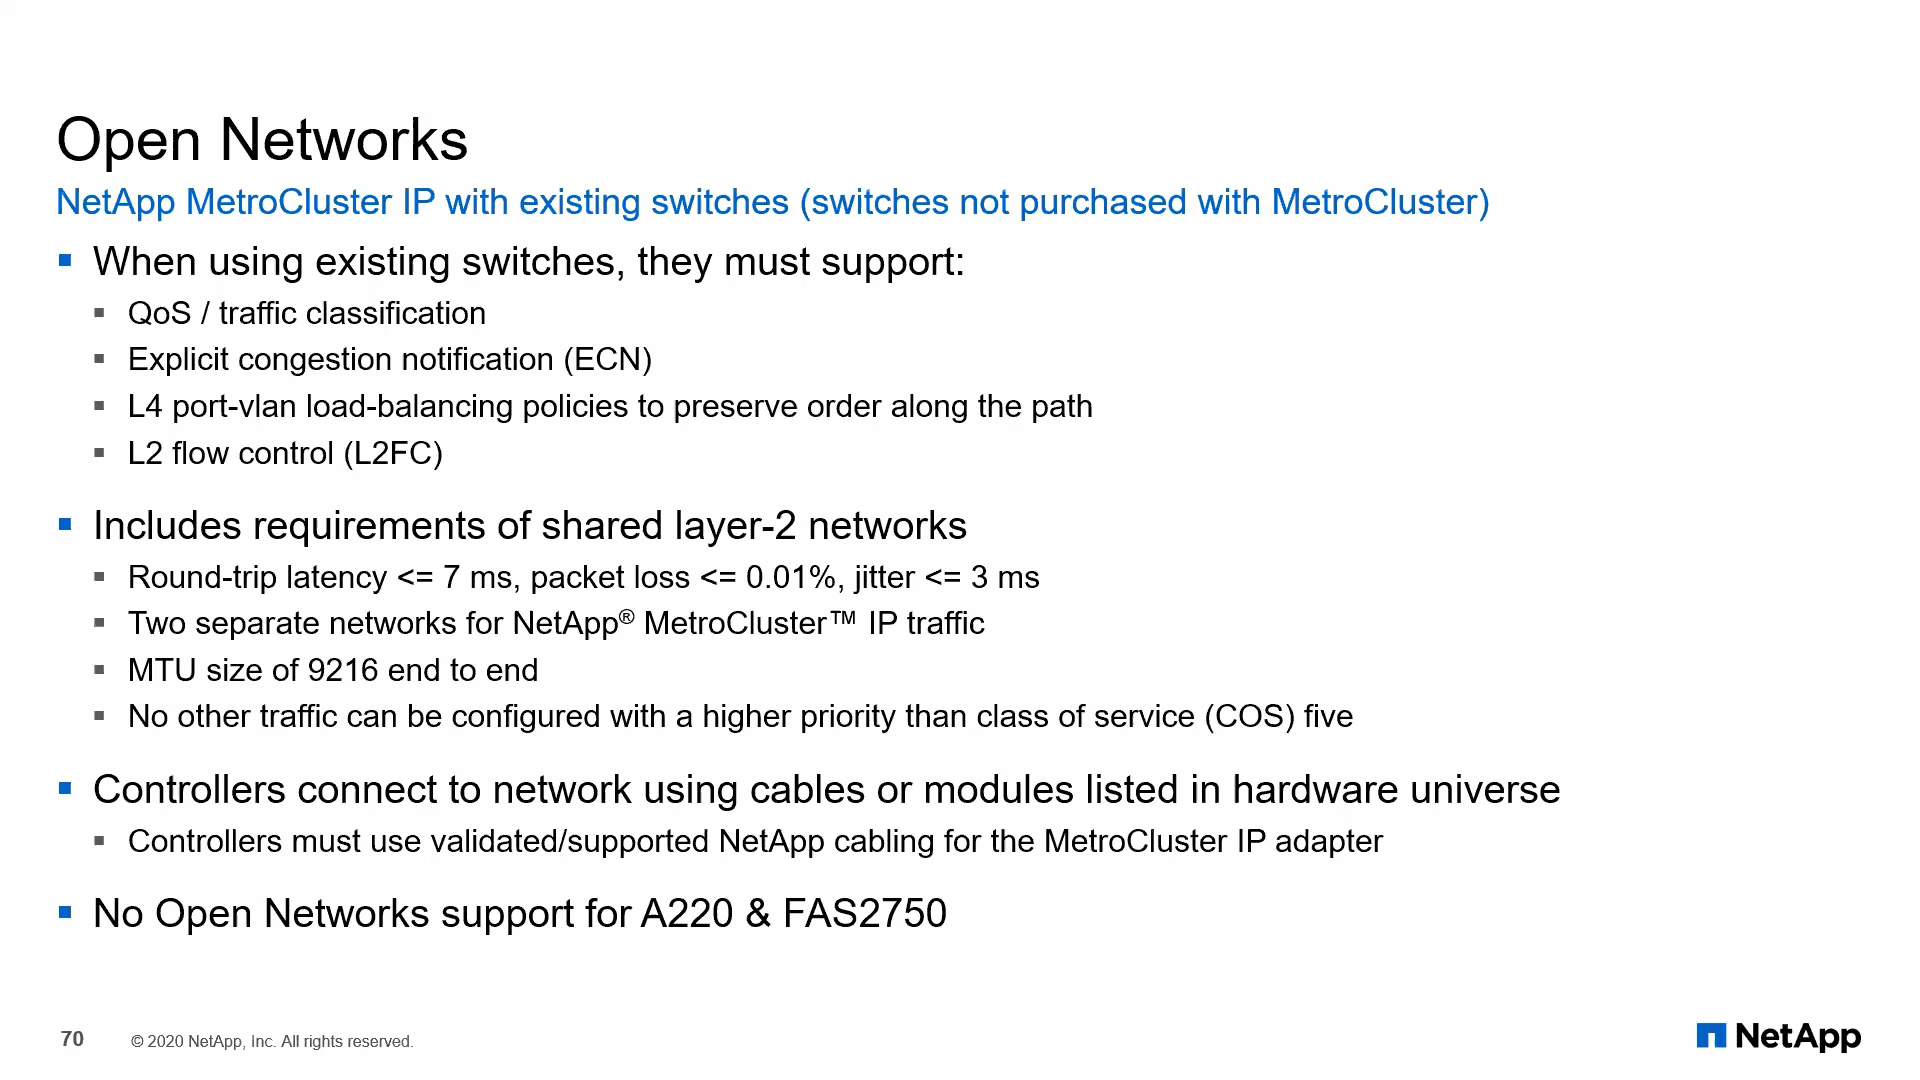 Open Networks
NetApp MetroCluster IP with existing switches (switches not purchased with MetroCluster)
When using existing switches, they must support:
QoS / traffic classification
Explicit congestion notification (ECN)
L4 port-vlan load-balancing policies to preserve order along the path
L2 flow control (L2FC)
Includes requirements of shared layer-2 networks
Round-trip latency <= 7 ms, packet loss <= 0.01%, jitter <= 3 ms
Two separate networks for NetApp® MetroCluster™ IP traffic
MTU size of 9216 end to end
No other traffic can be configured with a higher priority than class of service (COS) five
Controllers connect to network using cables or modules listed in hardware universe
Controllers must use validated/supported NetApp cabling for the MetroCluster IP adapter
No Open Networks support for A220 & FAS2750
70 © 2020 NetApp, Inc. All rights reserved.
NetApp